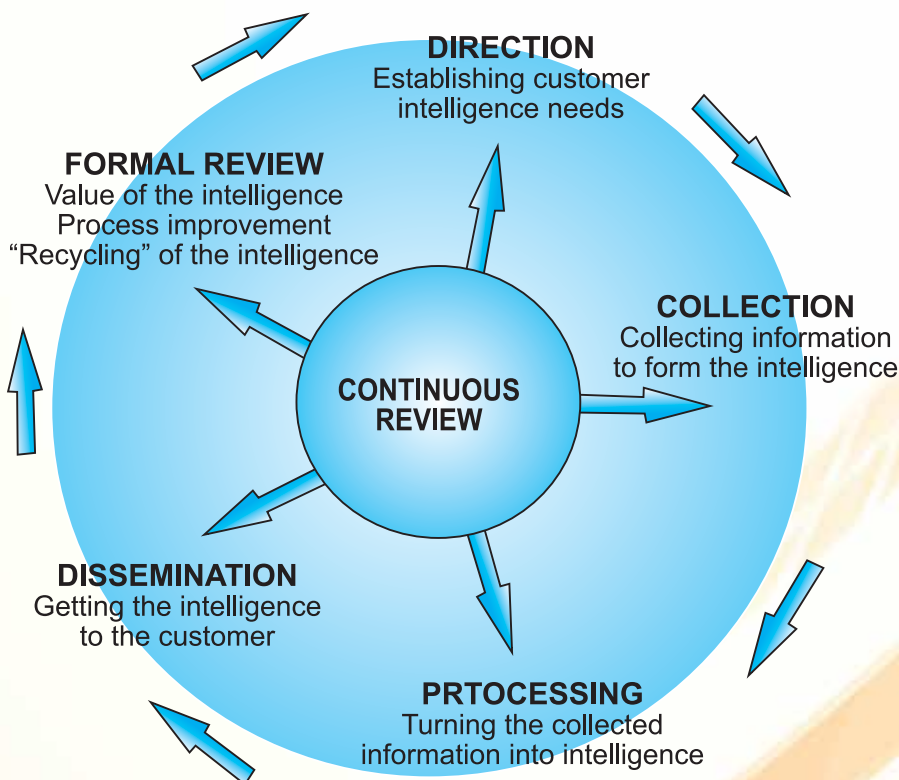 DIRECTION
Establishing customer
intelligence needs
COLLECTION
Collecting information
to form the intelligence
PRTOCESSING
Turning the collected
information into intelligence
DISSEMINATION
Getting the intelligence
to the customer
FORMAL REVIEW
Value of the intelligence
Process improvement
“Recycling” of the intelligence
CONTINUOUS
REVIEW